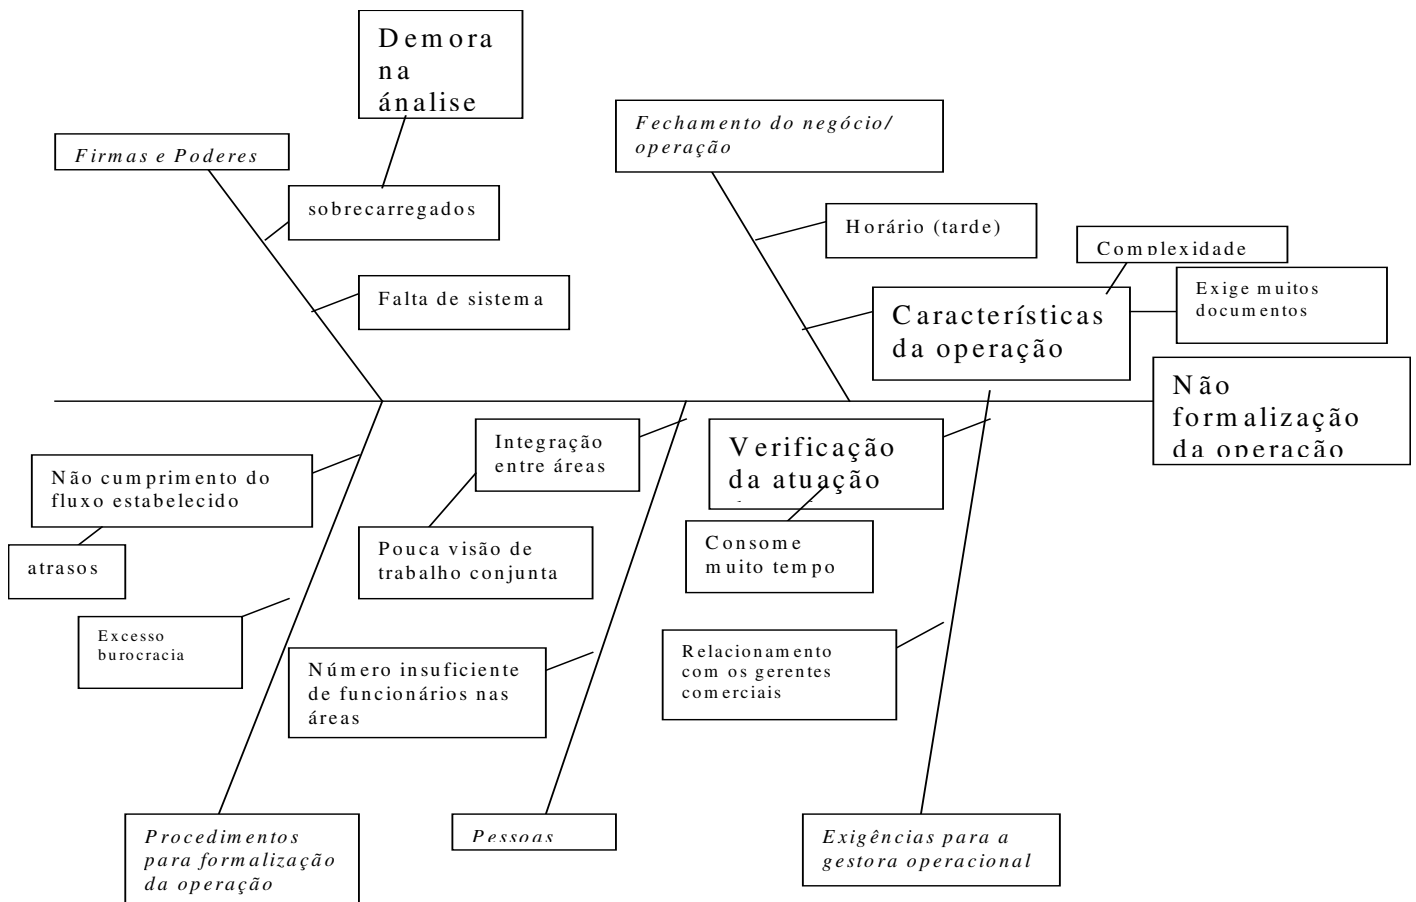 Demora
na
ánalise
Firmas e Poderes
sobrecarregados
Falta de sistema
Fechamento do negócio/
operação
Horário (tarde)
Complexidade
Exige muitos
documentos
Características
da operação
Não
formalização
da operação
Integração
entre áreas
Verificação
da atuação
Não cumprimento do
fluxo estabelecido
atrasos
Pouca visão de
trabalho conjunta
Consome
muito tempo
Excesso
burocracia
Número insuficiente
de funcionários nas
áreas
Relacionamento
com os gerentes
comerciais
Procedimentos
para formalização
da operação
Pessoas
Exigências para a
gestora operacional